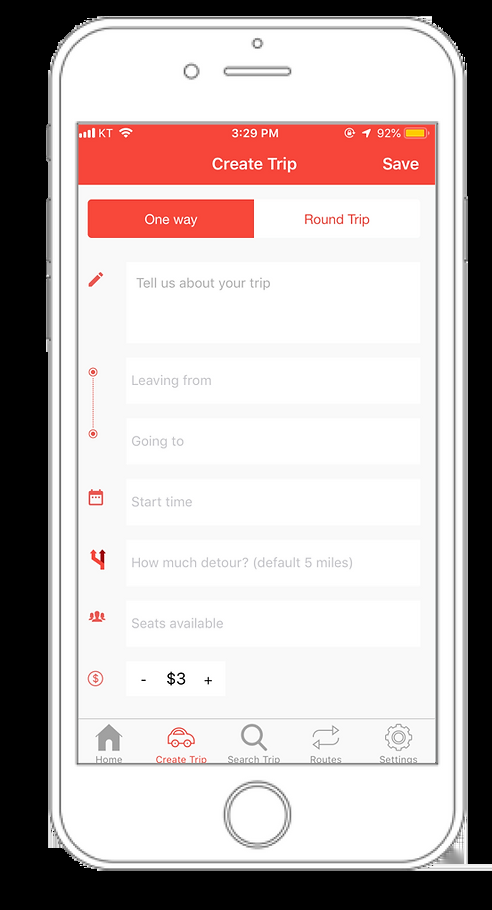 KT 3:29 PM 92%
Create Trip Save
One way Round Trip
Tell us about your trip
Leaving from
Going to
Start time
How much detour? (default 5 miles)
Seats available
$ - $3 +
Home Create Trip Search Trip Routes Settings